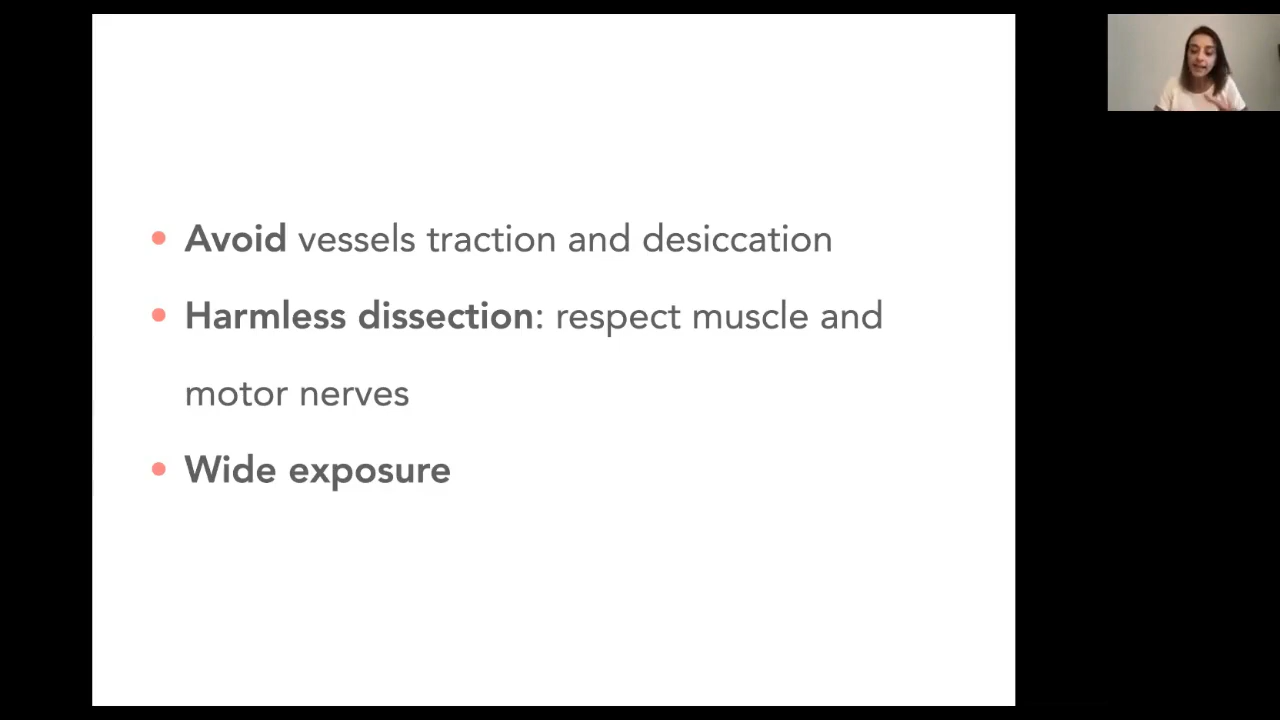 • Avoid vessels traction and desiccation
• Harmless dissection: respect muscle and
motor nerves
• Wide exposure